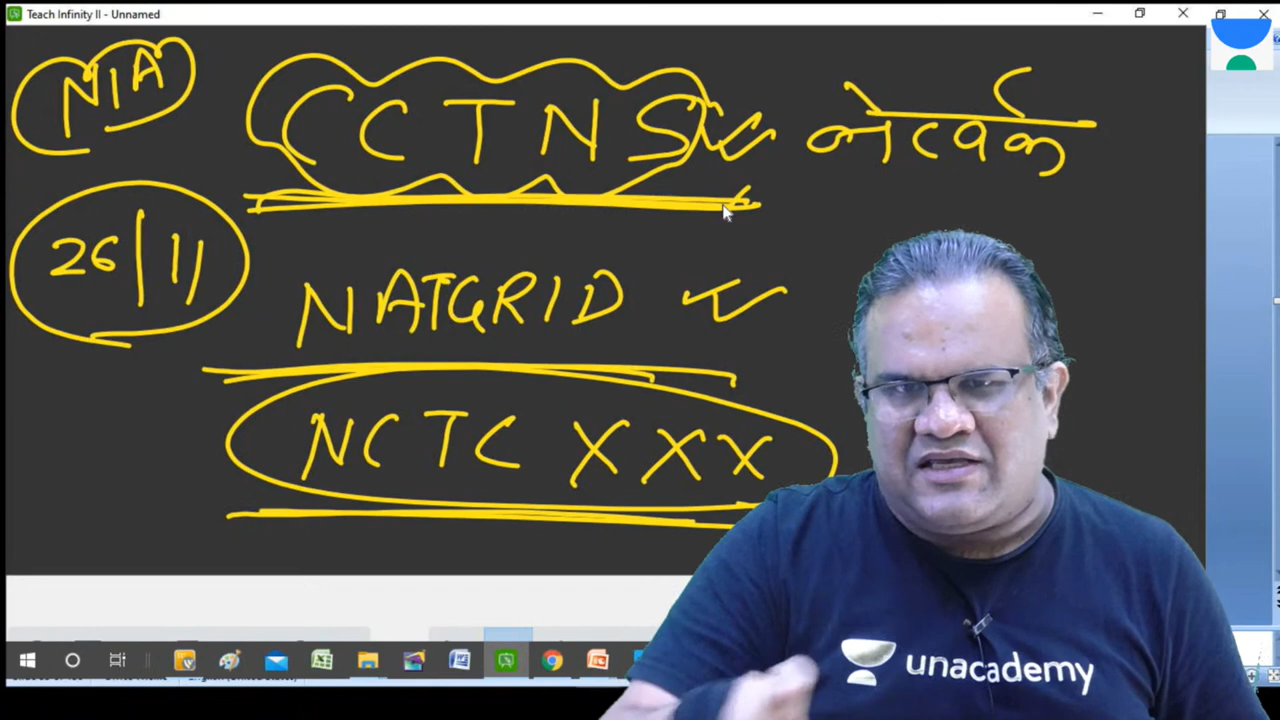 Teach Infinity II - Unnamed
NIA
CCTNS
नेटवर्क
26/11
NATGRID
NCTC XXX
unacademy